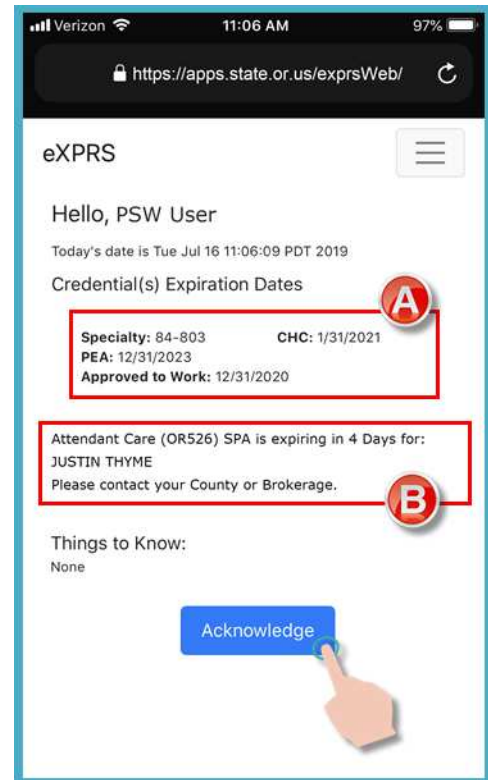 Verizon 11:06 AM 97%
https://apps.state.or.us/exprsWeb/
eXPRS
Hello, PSW User
Today's date is Tue Jul 16 11:06:09 PDT 2019
Credential(s) Expiration Dates
A
Specialty: 84-803 CHC: 1/31/2021
PEA: 12/31/2023
Approved to Work: 12/31/2020
Attendant Care (OR526) SPA is expiring in 4 Days for:
JUSTIN THYME
Please contact your County or Brokerage.
B
Things to Know:
None
Acknowledge